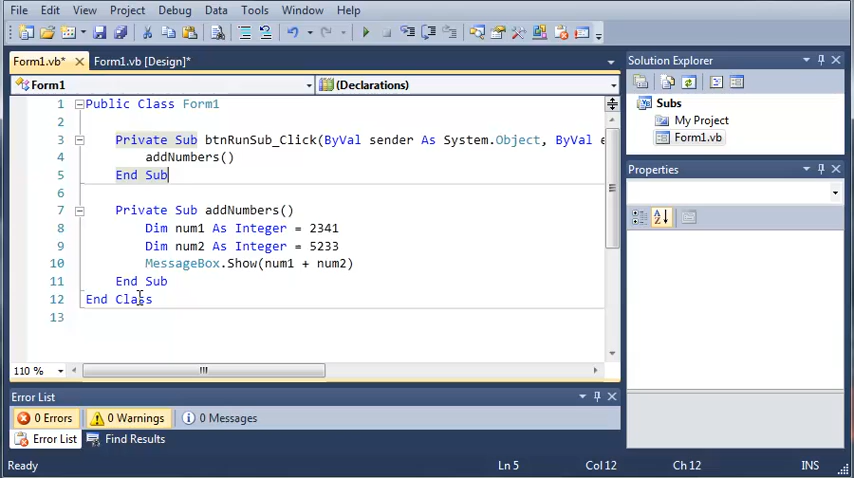 File Edit View Project Debug Data Tools Window Help
Form1.vb* Form1.vb [Design]*
Form1 (Declarations)
1 Public Class Form1
2
3 Private Sub btnRunSub_Click(ByVal sender As System.Object, ByVal e
4 addNumbers()
5 End Sub
6
7 Private Sub addNumbers()
8 Dim num1 As Integer = 2341
9 Dim num2 As Integer = 5233
10 MessageBox.Show(num1 + num2)
11 End Sub
12 End Class
13
110 %
Error List
0 Errors 0 Warnings 0 Messages
Error List Find Results
Ready Ln 5 Col 12 Ch 12 INS
Solution Explorer
Subs
My Project
Form1.vb
Properties